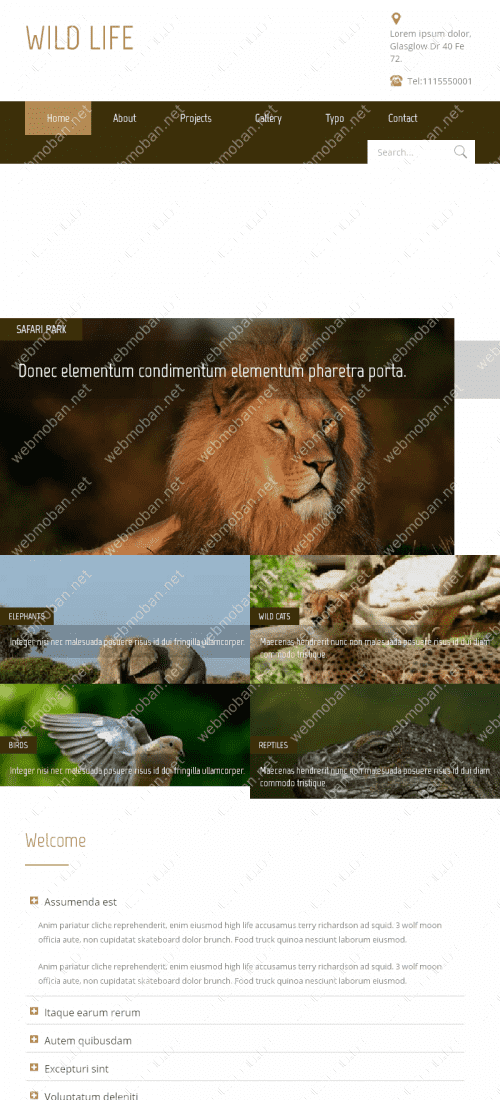 WILD LIFE
Lorem ipsum dolor,
Glasglow Dr 40 Fe
72.
Tel:1115550001
Home
About
Projects
Gallery
Typo
Contact
Search...
SAFARI PARK
Donec elementum condimentum elementum pharetra porta.
ELEPHANTS
Integer nisi nec malesuada posuere risus id dui fringilla ullamcorper.
WILD CATS
Maecenas hendrerit nunc non malesuada posuere risus id dui diam
commodo tristique
BIRDS
Integer nisi nec malesuada posuere risus id dui fringilla ullamcorper.
REPTILES
Maecenas hendrerit nunc non malesuada posuere risus id dui diam
commodo tristique
Welcome
Assumenda est
Anim pariatur cliche reprehenderit, enim eiusmod high life accusamus terry richardson ad squid. 3 wolf moon
officia aute, non cupidatat skateboard dolor brunch. Food truck quinoa nesciunt laborum eiusmod.
Anim pariatur cliche reprehenderit, enim eiusmod high life accusamus terry richardson ad squid. 3 wolf moon
officia aute, non cupidatat skateboard dolor brunch. Food truck quinoa nesciunt laborum eiusmod.
Itaque earum rerum
Autem quibusdam
Excepturi sint
Voluptatum deleniti
webmoban.net